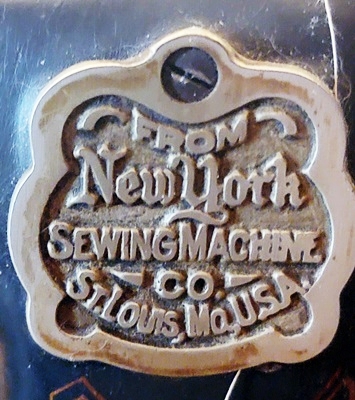 FROM
New York
SEWING MACHINE
CO.
ST. LOUIS, MO. USA.